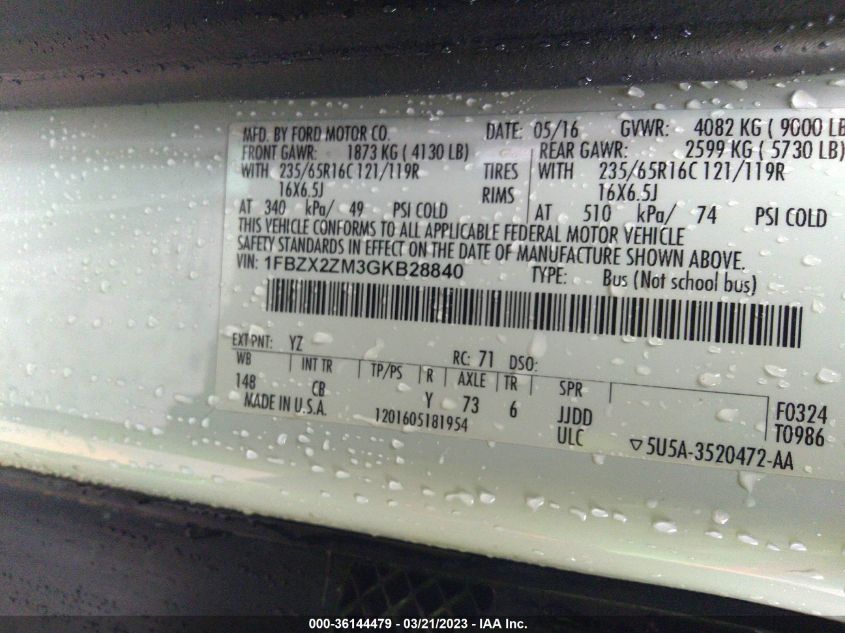 MFD. BY FORD MOTOR CO. DATE: 05/16 GVWR: 4082 KG ( 9000 LB
FRONT GAWR: 1873 KG ( 4130 LB) REAR GAWR: 2599 KG ( 5730 LB)
WITH 235/65R16C 121/119R TIRES WITH 235/65R16C 121/119R
16X6.5J RIMS 16X6.5J
AT 340 kPa/ 49 PSI COLD AT 510 kPa/ 74 PSI COLD
THIS VEHICLE CONFORMS TO ALL APPLICABLE FEDERAL MOTOR VEHICLE
SAFETY STANDARDS IN EFFECT ON THE DATE OF MANUFACTURE SHOWN ABOVE.
VIN: 1FBZX2ZM3GKB28840 TYPE: Bus (Not school bus)
EXT PNT: YZ RC: 71 DSO:
WB INT TR TP/PS R AXLE TR SPR
148 CB Y 73 6 JJDD F0324
MADE IN U.S.A. 1201605181954 ULC T0986
▽5U5A-3520472-AA
000-36144479 — 03/21/2023 — IAA Inc.